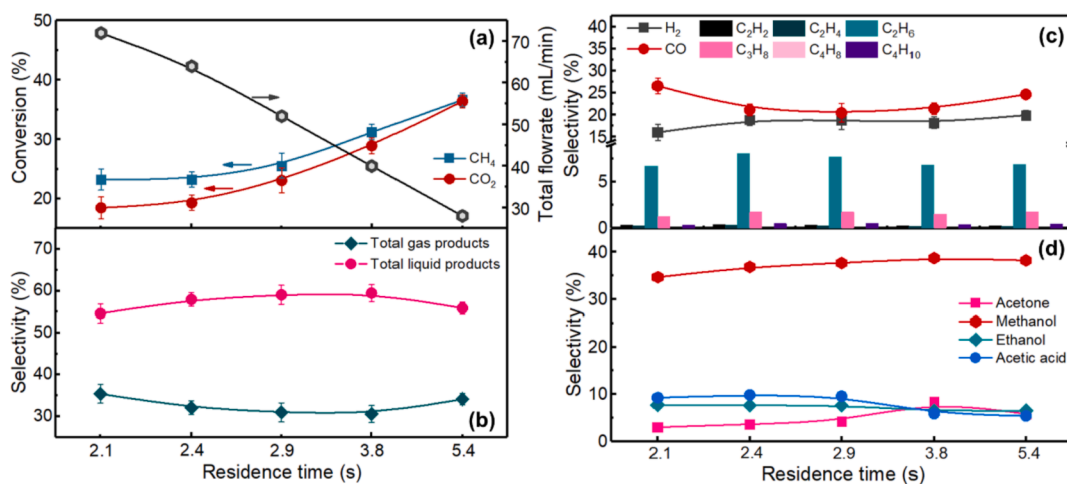 (a)
Conversion (%)
50
40
30
20
Total flowrate (mL/min)
70
60
50
40
30
CH₄
CO₂
(b)
Selectivity (%)
70
60
50
40
30
Total gas products
Total liquid products
2.1 2.4 2.9 3.8 5.4
Residence time (s)
(c)
Selectivity (%)
40
35
30
25
20
15
5
0
H₂ C₂H₂ C₂H₄ C₂H₆
CO C₃H₈ C₄H₈ C₄H₁₀
(d)
Selectivity (%)
40
30
20
10
0
Acetone
Methanol
Ethanol
Acetic acid
2.1 2.4 2.9 3.8 5.4
Residence time (s)